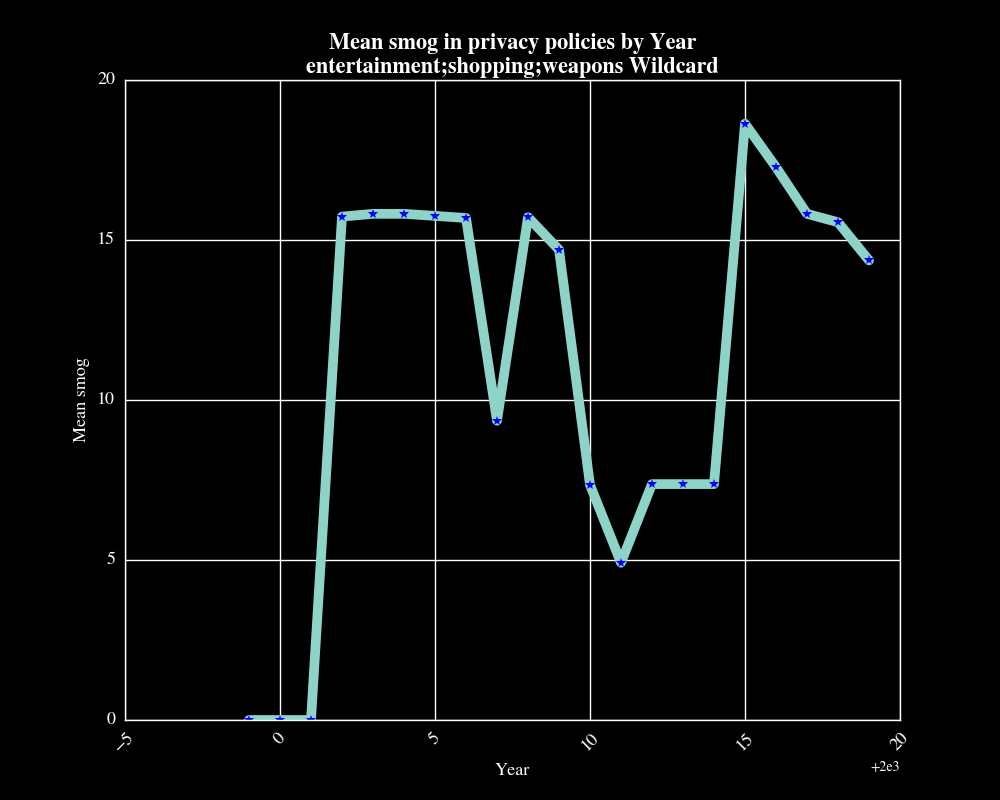 Mean smog in privacy policies by Year
entertainment;shopping;weapons Wildcard
20
15
10
5
0
Mean smog
−5
0
5
10
15
20
Year
+2e3